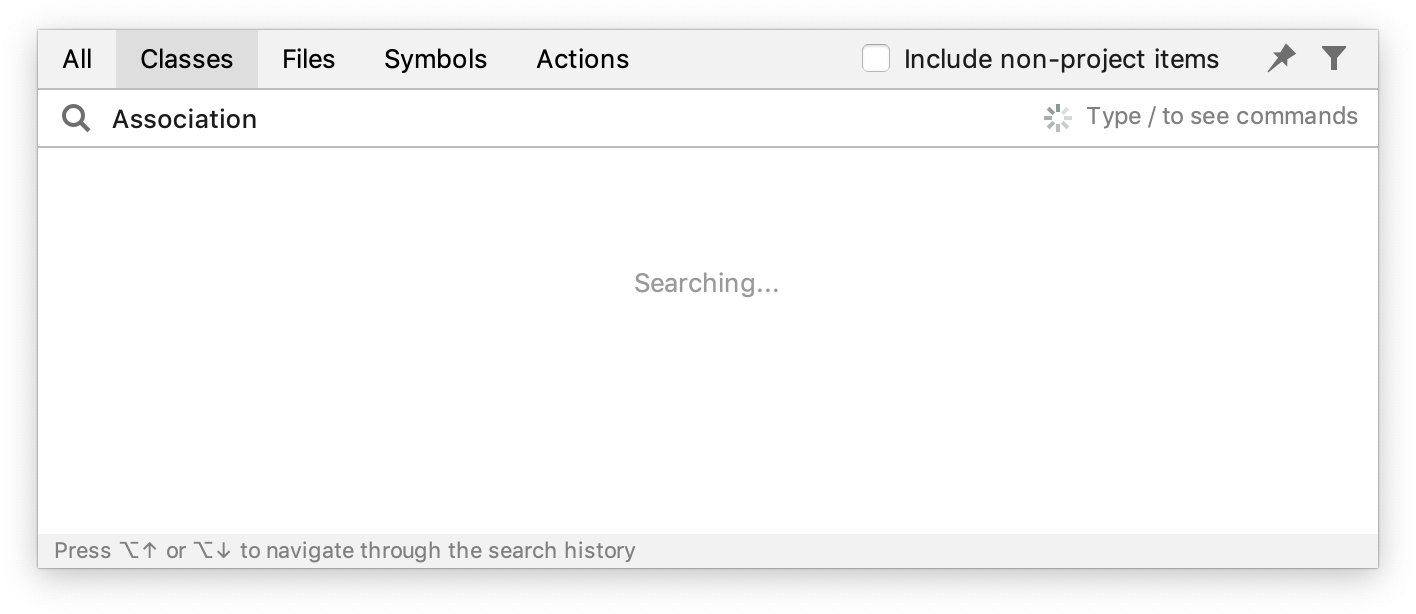 All Classes Files Symbols Actions Include non-project items
Association Type / to see commands
Searching...
Press ⌥↑ or ⌥↓ to navigate through the search history